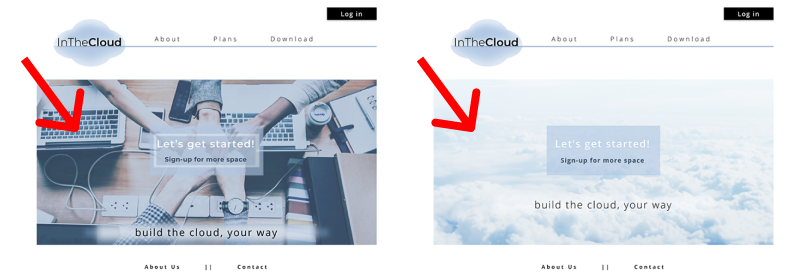 Log in
InTheCloud
About Plans Download
Let's get started!
Sign-up for more space
build the cloud, your way
About Us || Contact
Log in
InTheCloud
About Plans Download
Let's get started!
Sign-up for more space
build the cloud, your way
About Us || Contact